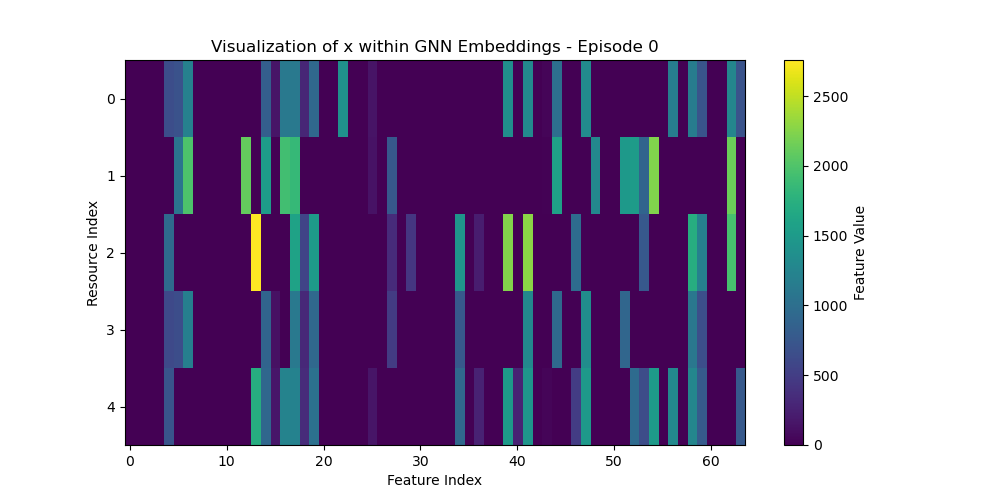 Visualization of x within GNN Embeddings - Episode 0
Resource Index
0
1
2
3
4
0 10 20 30 40 50 60
Feature Index
2500
2000
1500
1000
500
0
Feature Value